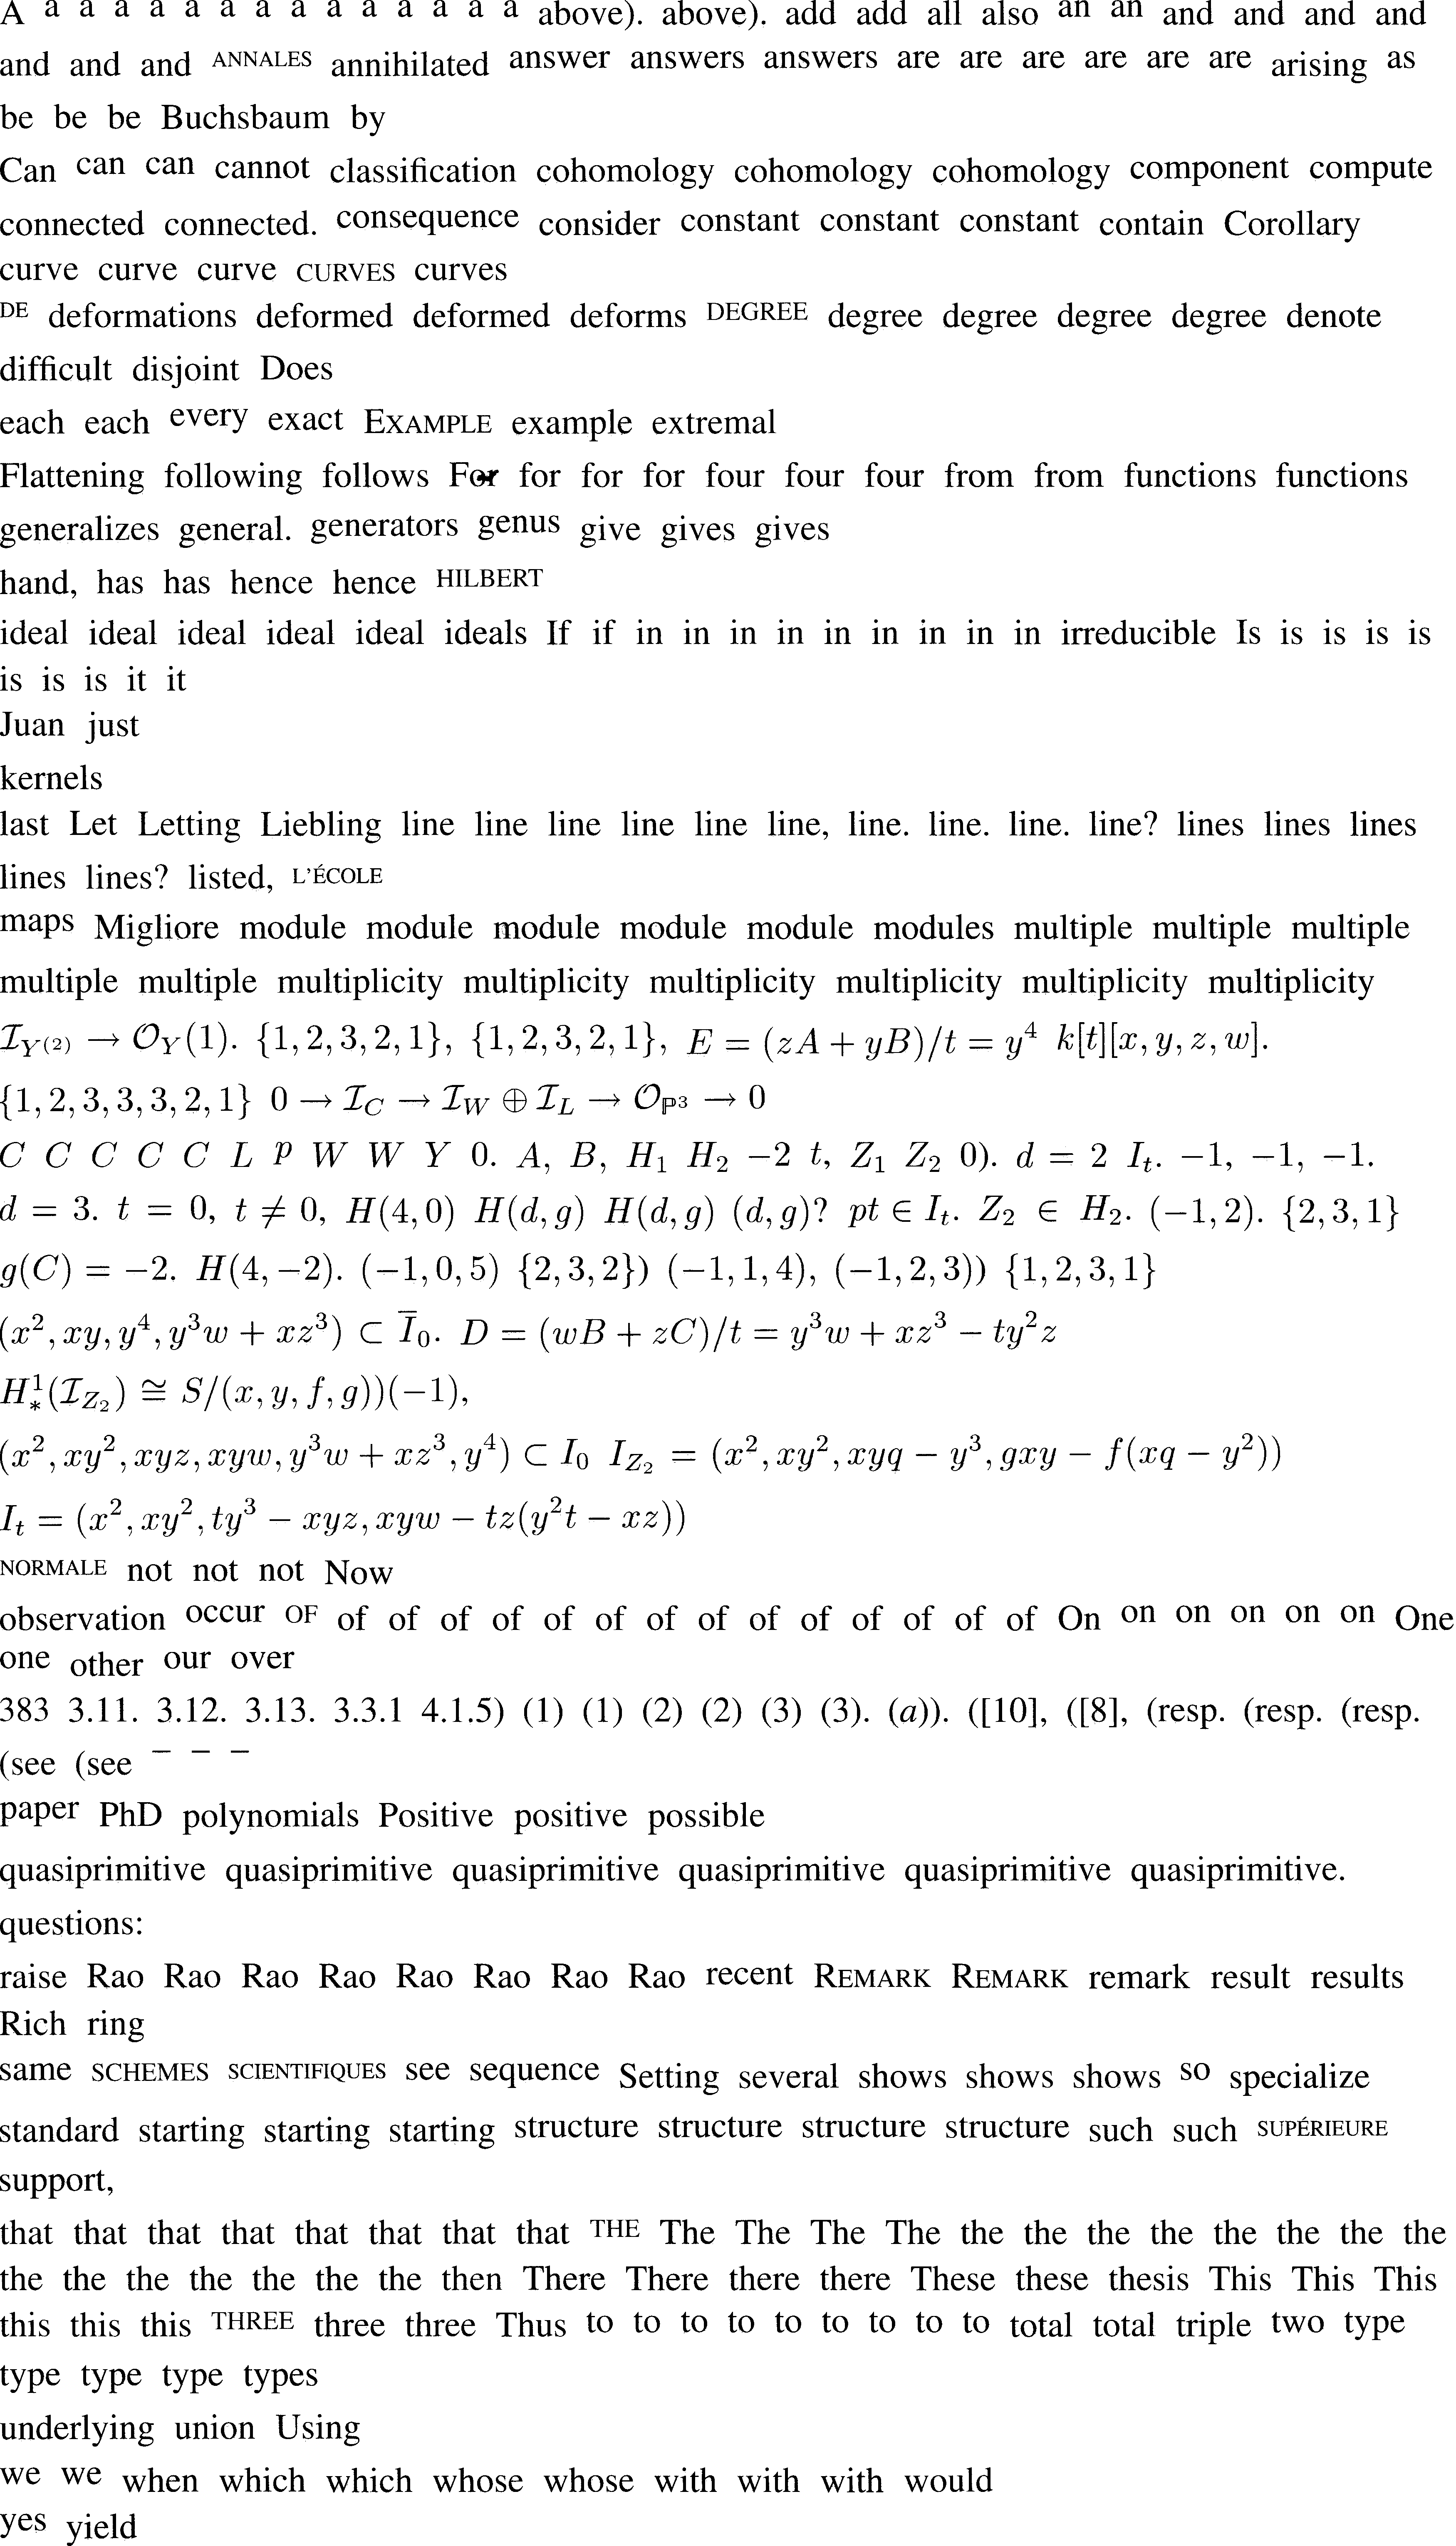 A a a a a a a a a a a a a a above). above). add add all also an an and and and and
and and and ANNALES annihilated answer answers answers are are are are are are arising as
be be be Buchsbaum by
Can can can cannot classification cohomology cohomology cohomology component compute
connected connected. consequence consider constant constant constant contain Corollary
curve curve curve CURVES curves
DE deformations deformed deformed deforms DEGREE degree degree degree degree denote
difficult disjoint Does
each each every exact EXAMPLE example extremal
Flattening following follows For for for for four four four from from functions functions
generalizes general. generators genus give gives gives
hand, has has hence hence HILBERT
ideal ideal ideal ideal ideal ideals If if in in in in in in in in in irreducible Is is is is is
is is is it it
Juan just
kernels
last Let Letting Liebling line line line line line line, line. line. line. line? lines lines lines
lines lines? listed, L'ÉCOLE
maps Migliore module module module module module modules multiple multiple multiple
multiple multiple multiplicity multiplicity multiplicity multiplicity multiplicity multiplicity
$\mathcal{I}_{Y^{(2)}} \to \mathcal{O}_Y(1).$ {1,2,3,2,1}, {1,2,3,2,1}, $E = (zA + yB)/t = y^4$ $k[t][x,y,z,w].$
{1,2,3,3,3,2,1} $0 \to \mathcal{I}_C \to \mathcal{I}_W \oplus \mathcal{I}_L \to \mathcal{O}_{\mathbb{P}^3} \to 0$
C C C C C L p W W Y 0. A, B, $H_1$ $H_2$ −2 t, $Z_1$ $Z_2$ 0). d = 2 $I_t$. −1, −1, −1.
d = 3. t = 0, t ≠ 0, H(4,0) H(d,g) H(d,g) (d,g)? $pt \in I_t.$ $Z_2 \in H_2.$ (−1,2). {2,3,1}
g(C) = −2. H(4,−2). (−1,0,5) {2,3,2}) (−1,1,4), (−1,2,3)) {1,2,3,1}
$(x^2, xy, y^4, y^3w + xz^3) \subset \overline{I}_0.$ $D = (wB + zC)/t = y^3w + xz^3 - ty^2z$
$H^1_*(\mathcal{I}_{Z_2}) \cong S/(x,y,f,g))(-1),$
$(x^2, xy^2, xyz, xyw, y^3w + xz^3, y^4) \subset I_0$ $I_{Z_2} = (x^2, xy^2, xyq - y^3, gxy - f(xq - y^2))$
$I_t = (x^2, xy^2, ty^3 - xyz, xyw - tz(y^2t - xz))$
NORMALE not not not Now
observation occur OF of of of of of of of of of of of of of of On on on on on on One
one other our over
383 3.11. 3.12. 3.13. 3.3.1 4.1.5) (1) (1) (2) (2) (3) (3). (a)). ([10], ([8], (resp. (resp. (resp.
(see (see – – –
paper PhD polynomials Positive positive possible
quasiprimitive quasiprimitive quasiprimitive quasiprimitive quasiprimitive quasiprimitive.
questions:
raise Rao Rao Rao Rao Rao Rao Rao Rao recent REMARK REMARK remark result results
Rich ring
same SCHEMES SCIENTIFIQUES see sequence Setting several shows shows shows so specialize
standard starting starting starting structure structure structure structure such such SUPÉRIEURE
support,
that that that that that that that that THE The The The The the the the the the the the the
the the the the the the the then There There there there These these thesis This This This
this this this THREE three three Thus to to to to to to to to to total total triple two type
type type type types
underlying union Using
we we when which which whose whose with with with would
yes yield